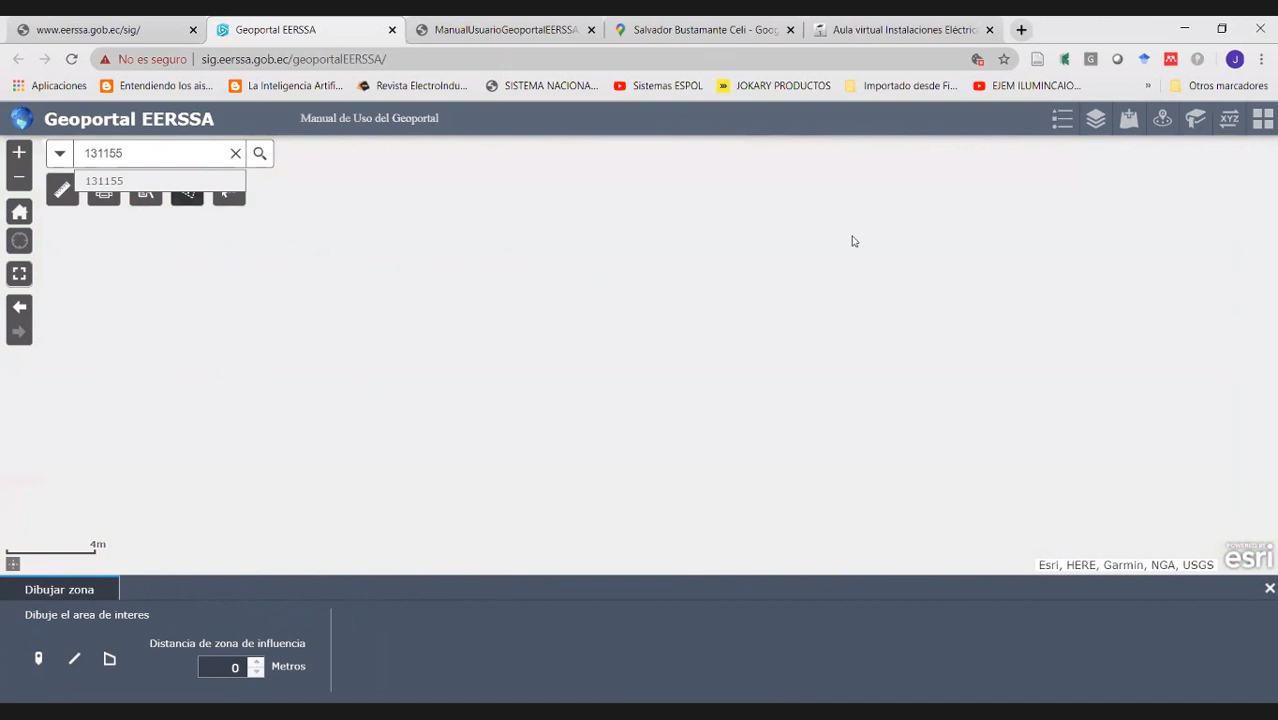 www.eerssa.gob.ec/sig/
Geoportal EERSSA
ManualUsuarioGeoportalEERSSA
Salvador Bustamante Celi - Goog
Aula virtual Instalaciones Eléctric
No es seguro
sig.eerssa.gob.ec/geoportalEERSSA/
Aplicaciones
Entendiendo los ais...
La Inteligencia Artifi...
Revista ElectroIndu...
SISTEMA NACIONA...
Sistemas ESPOL
JOKARY PRODUCTOS
Importado desde Fi...
EJEM ILUMINCAIO...
»
Otros marcadores
Geoportal EERSSA
Manual de Uso del Geoportal
XYZ
131155
131155
4m
Esri, HERE, Garmin, NGA, USGS
POWERED BY
esri
Dibujar zona
Dibuje el area de interes
Distancia de zona de influencia
0 Metros